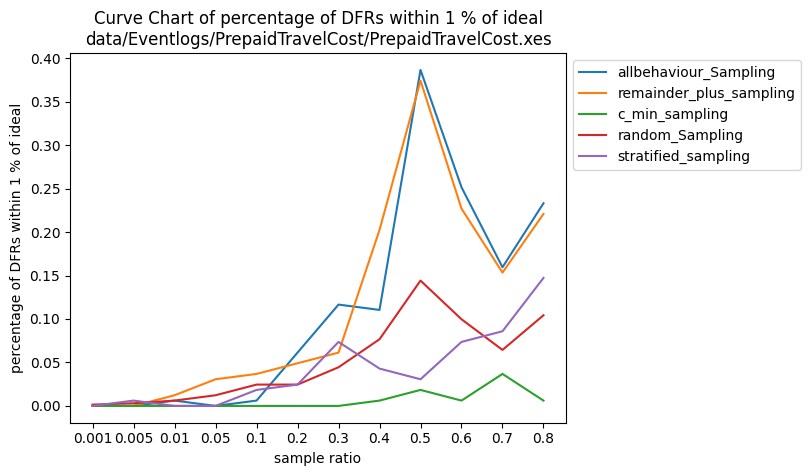 Curve Chart of percentage of DFRs within 1 % of ideal
data/Eventlogs/PrepaidTravelCost/PrepaidTravelCost.xes
percentage of DFRs within 1 % of ideal
0.40
0.35
0.30
0.25
0.20
0.15
0.10
0.05
0.00
0.001 0.005 0.01 0.05 0.1 0.2 0.3 0.4 0.5 0.6 0.7 0.8
sample ratio
allbehaviour_Sampling
remainder_plus_sampling
c_min_sampling
random_Sampling
stratified_sampling